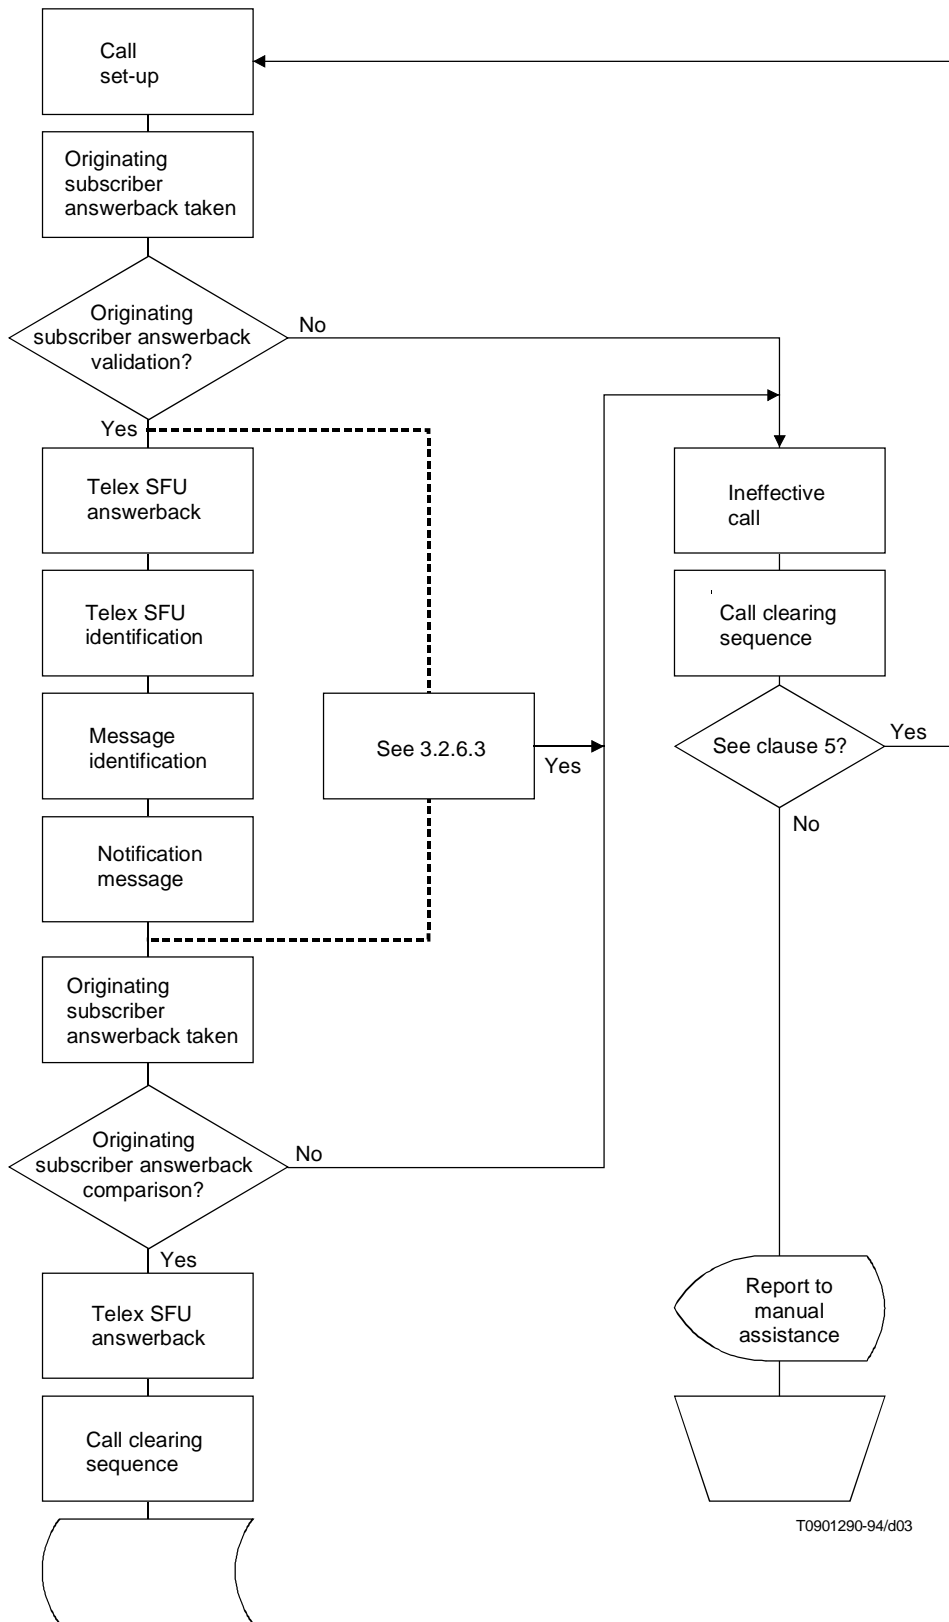 Call
set-up
Originating
subscriber
answerback taken
Originating
subscriber answerback
validation?
No
Yes
Telex SFU
answerback
Telex SFU
identification
Message
identification
Notification
message
See 3.2.6.3
Yes
Ineffective
call
Call clearing
sequence
See clause 5?
Yes
No
Originating
subscriber
answerback taken
Originating
subscriber answerback
comparison?
No
Yes
Telex SFU
answerback
Call clearing
sequence
Report to
manual
assistance
T0901290-94/d03